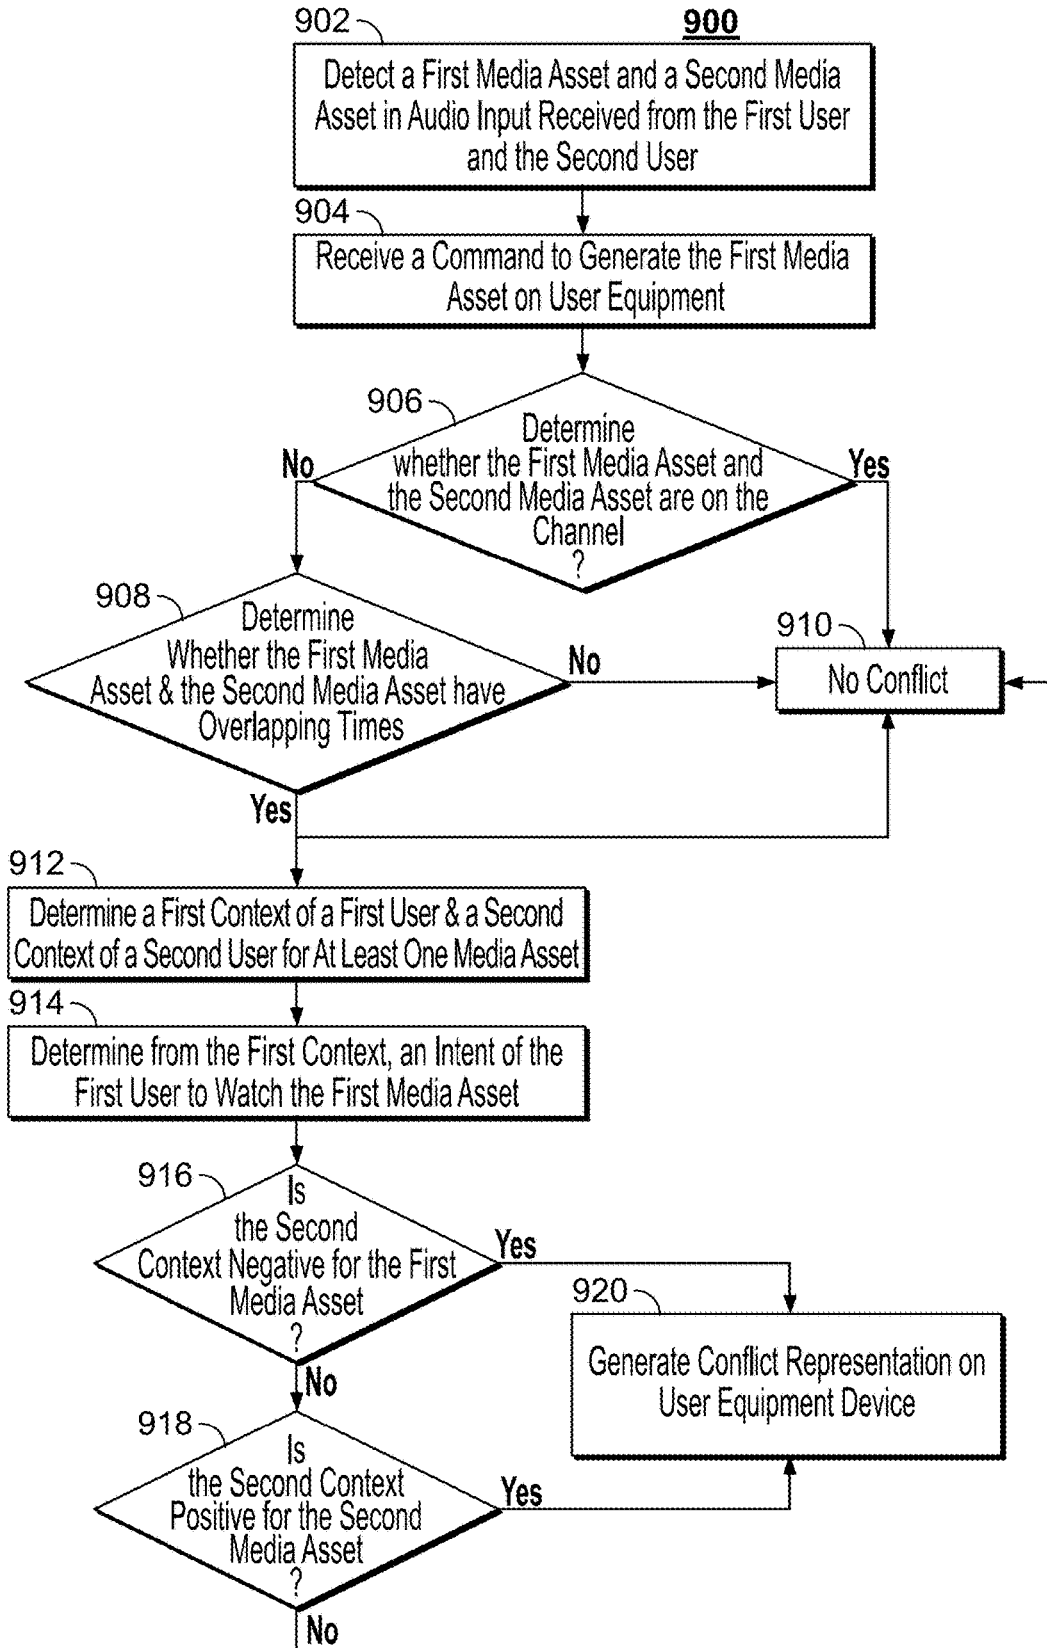 902
900
Detect a First Media Asset and a Second Media
Asset in Audio Input Received from the First User
and the Second User
904
Receive a Command to Generate the First Media
Asset on User Equipment
906
Determine
whether the First Media Asset and
the Second Media Asset are on the
Channel
?
No
Yes
908
Determine
Whether the First Media
Asset & the Second Media Asset have
Overlapping Times
No
Yes
910
No Conflict
912
Determine a First Context of a First User & a Second
Context of a Second User for At Least One Media Asset
914
Determine from the First Context, an Intent of the
First User to Watch the First Media Asset
916
Is
the Second
Context Negative for the First
Media Asset
?
Yes
No
920
Generate Conflict Representation on
User Equipment Device
918
Is
the Second Context
Positive for the Second
Media Asset
?
Yes
No